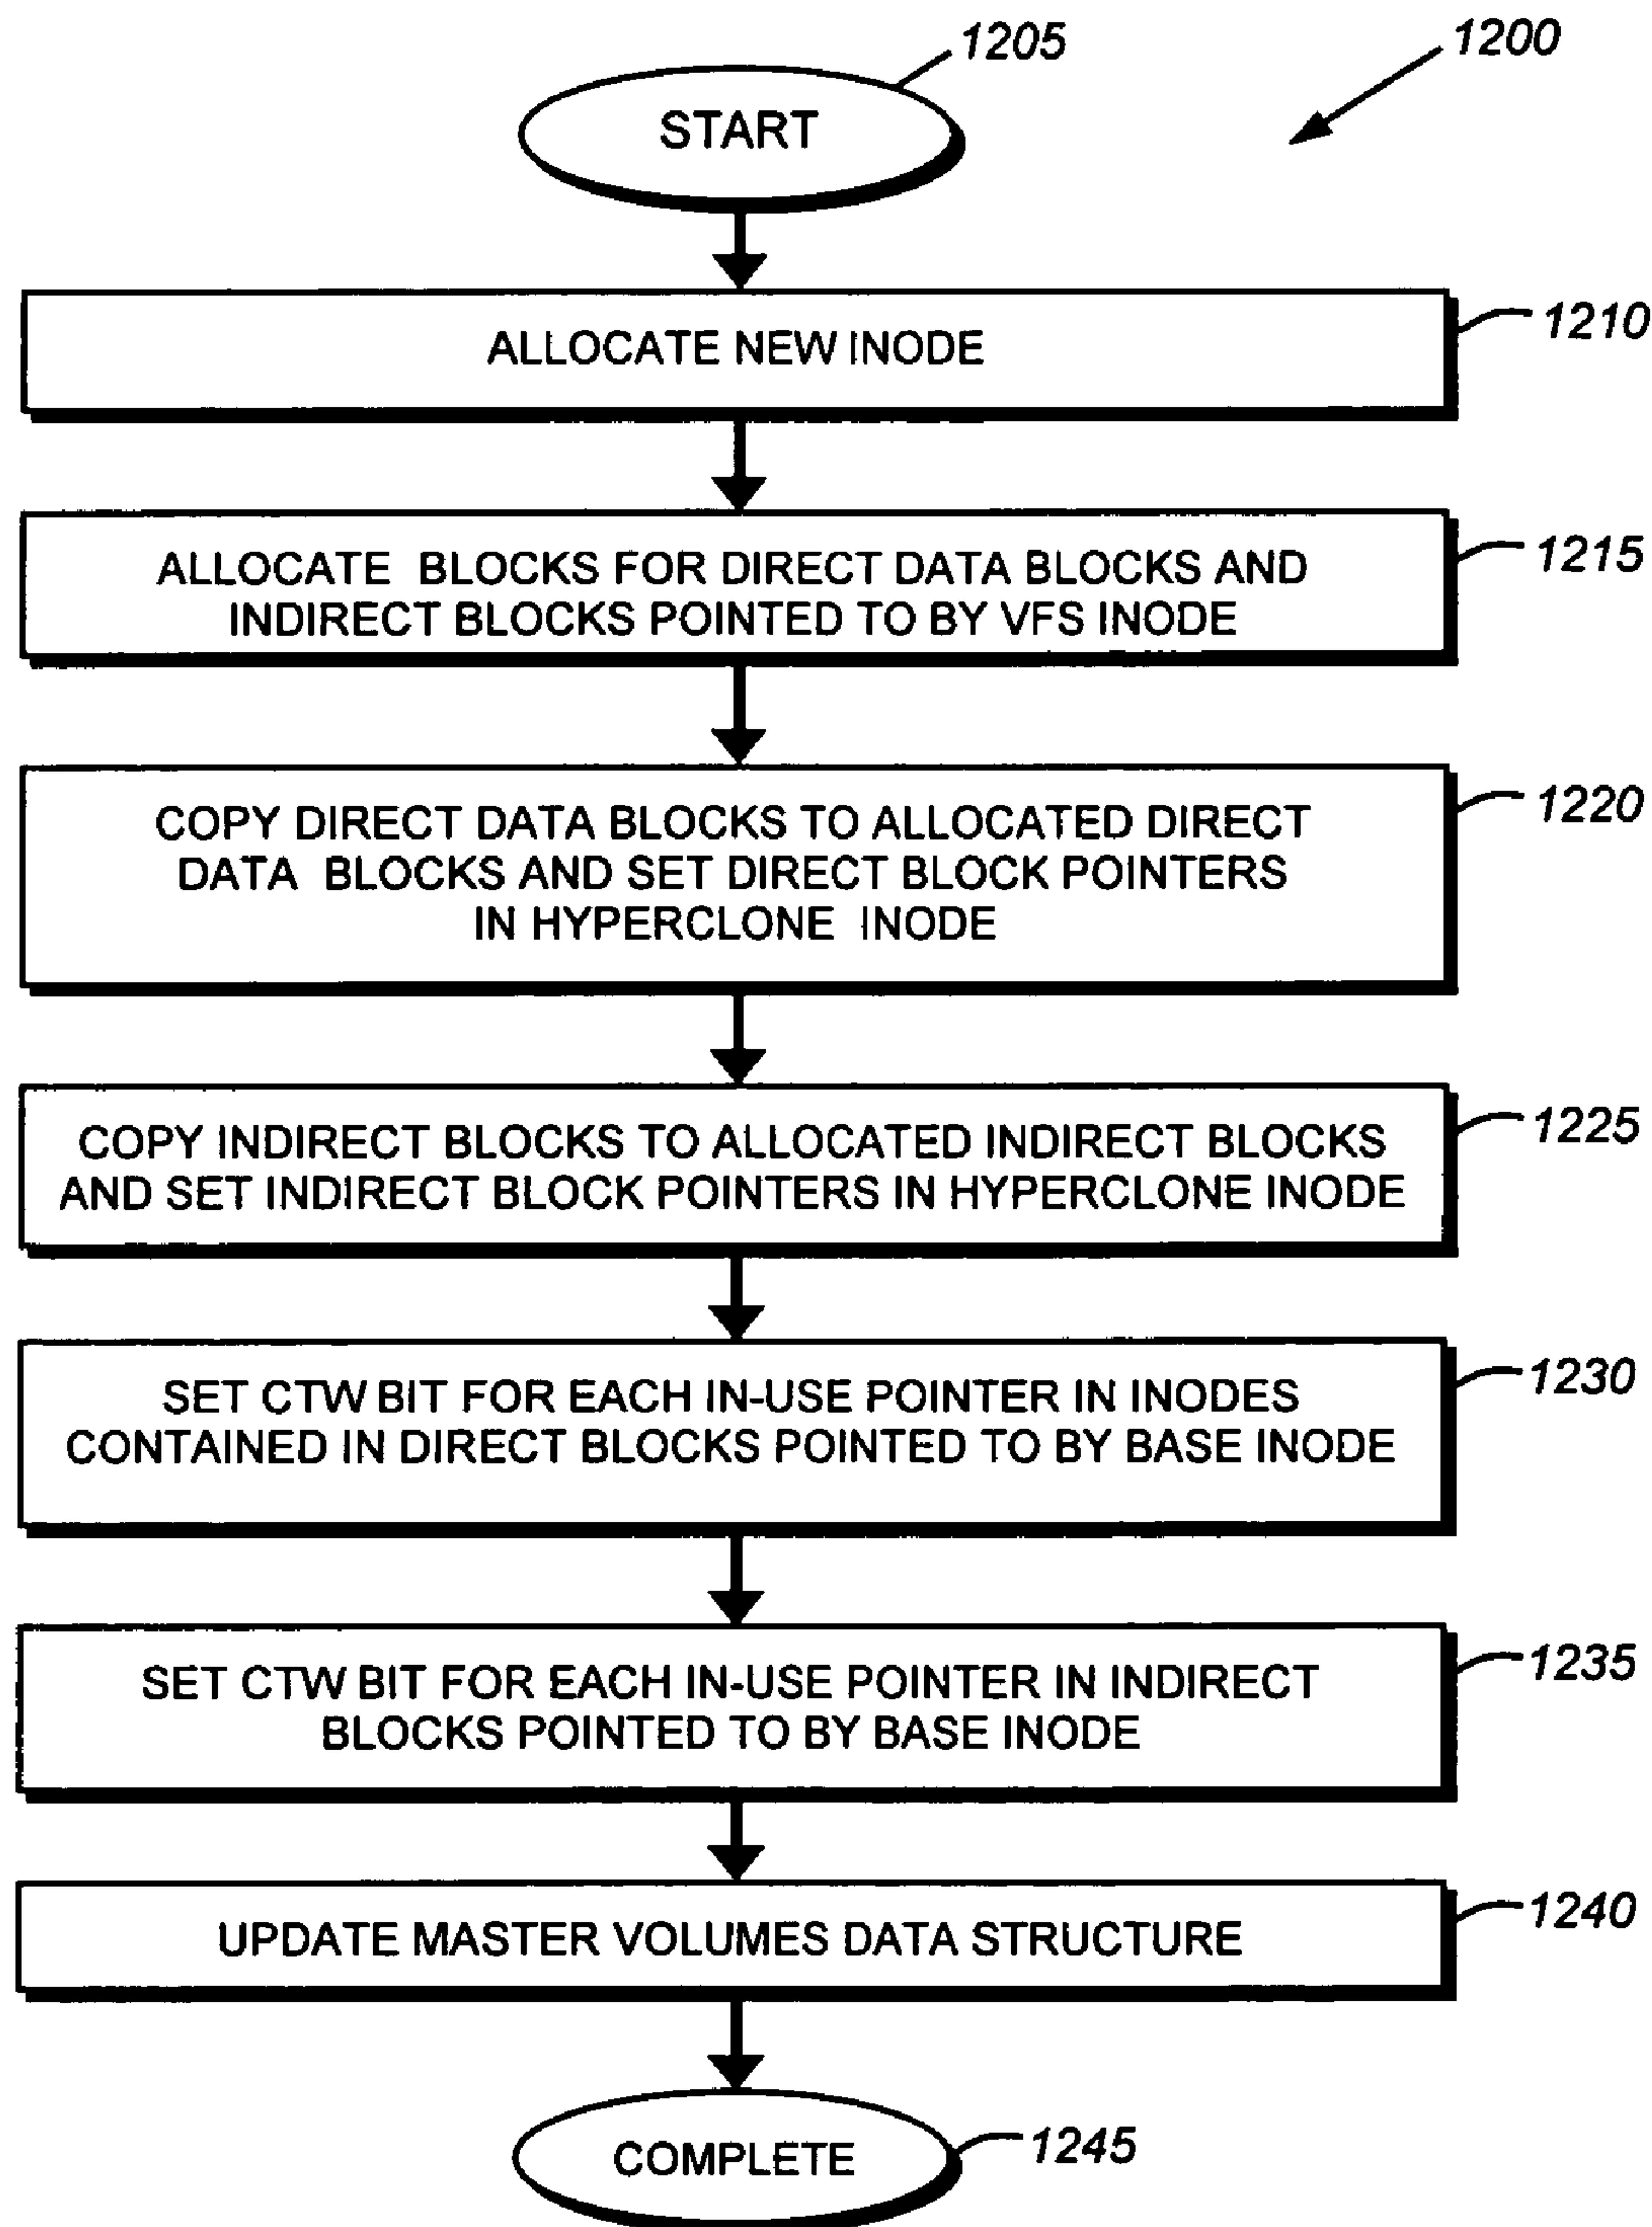 1205
1200
START
1210
ALLOCATE NEW INODE
1215
ALLOCATE BLOCKS FOR DIRECT DATA BLOCKS AND
INDIRECT BLOCKS POINTED TO BY VFS INODE
1220
COPY DIRECT DATA BLOCKS TO ALLOCATED DIRECT
DATA BLOCKS AND SET DIRECT BLOCK POINTERS
IN HYPERCLONE INODE
1225
COPY INDIRECT BLOCKS TO ALLOCATED INDIRECT BLOCKS
AND SET INDIRECT BLOCK POINTERS IN HYPERCLONE INODE
1230
SET CTW BIT FOR EACH IN-USE POINTER IN INODES
CONTAINED IN DIRECT BLOCKS POINTED TO BY BASE INODE
1235
SET CTW BIT FOR EACH IN-USE POINTER IN INDIRECT
BLOCKS POINTED TO BY BASE INODE
1240
UPDATE MASTER VOLUMES DATA STRUCTURE
1245
COMPLETE